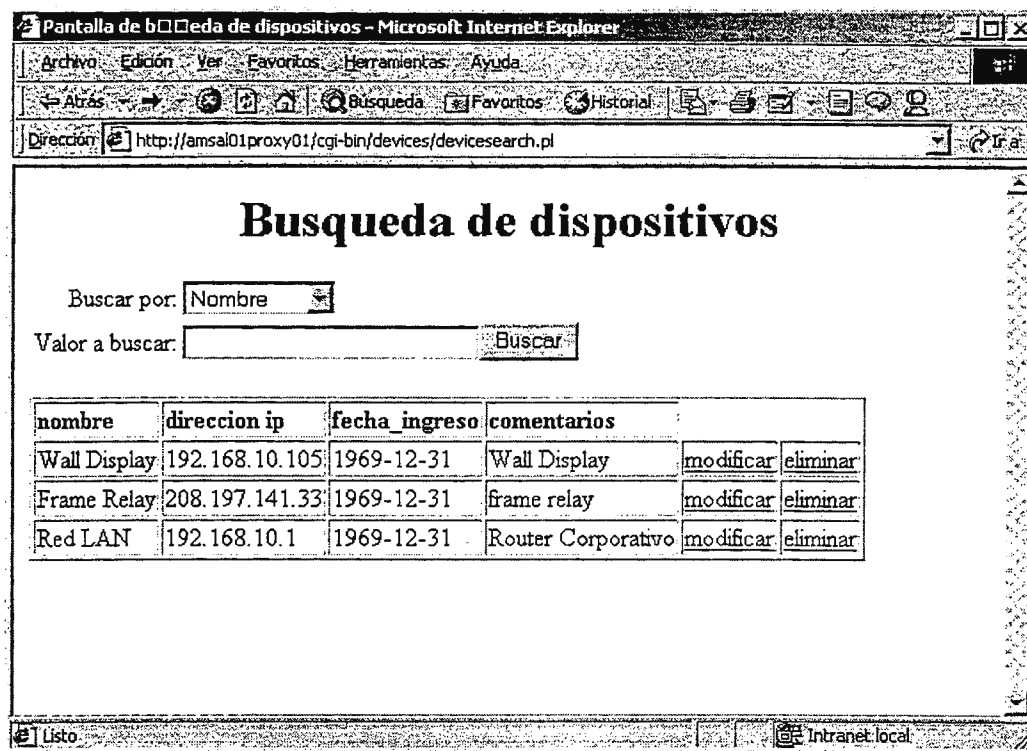 Pantalla de b□□eda de dispositivos - Microsoft Internet Explorer
Archivo Edición Ver Favoritos Herramientas Ayuda
Atrás Búsqueda Favoritos Historial
Dirección http://amsal01proxy01/cgi-bin/devices/devicesearch.pl Ir a
Busqueda de dispositivos
Buscar por: Nombre
Valor a buscar: Buscar
nombre direccion ip fecha_ingreso comentarios
Wall Display 192.168.10.105 1969-12-31 Wall Display modificar eliminar
Frame Relay 208.197.141.33 1969-12-31 frame relay modificar eliminar
Red LAN 192.168.10.1 1969-12-31 Router Corporativo modificar eliminar
Listo Intranet local